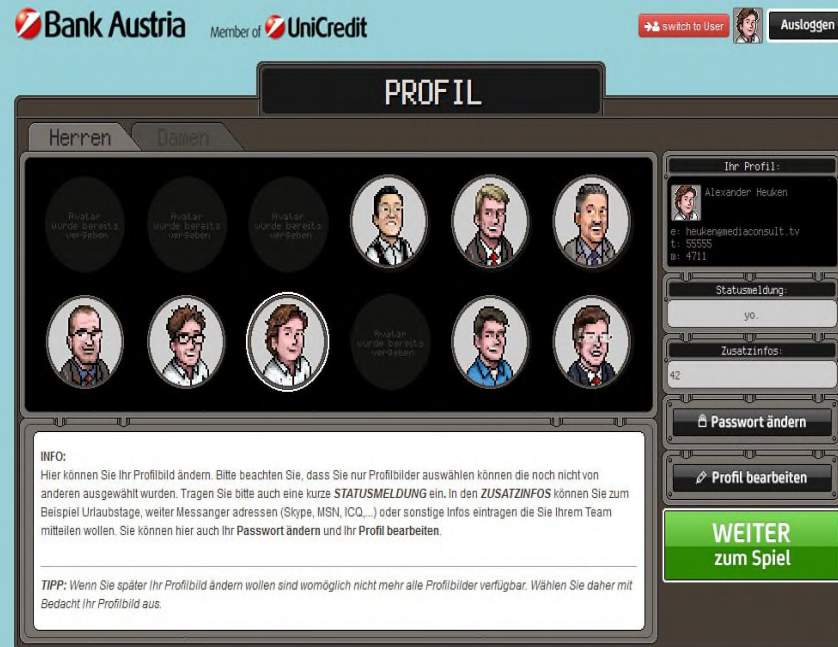 Bank Austria Member of UniCredit
switch to User
Ausloggen
PROFIL
Herren Damen
Avatar
wurde bereits
vergeben
Avatar
wurde bereits
vergeben
Avatar
wurde bereits
vergeben
Avatar
wurde bereits
vergeben
INFO:
Hier können Sie Ihr Profilbild ändern. Bitte beachten Sie, dass Sie nur Profilbilder auswählen können die noch nicht von
anderen ausgewählt wurden. Tragen Sie bitte auch eine kurze STATUSMELDUNG ein. In den ZUSATZINFOS können Sie zum
Beispiel Urlaubstage, weiter Messanger adressen (Skype, MSN, ICQ,...) oder sonstige Infos eintragen die Sie Ihrem Team
mitteilen wollen. Sie können hier auch Ihr Passwort ändern und Ihr Profil bearbeiten.
TIPP: Wenn Sie später Ihr Profilbild ändern wollen sind womöglich nicht mehr alle Profilbilder verfügbar. Wählen Sie daher mit
Bedacht Ihr Profilbild aus.
Ihr Profil:
Alexander Heuken
e: heuken@mediaconsult.tv
t: 55555
m: 4711
Statusmeldung:
yo.
Zusatzinfos:
42
Passwort ändern
Profil bearbeiten
WEITER
zum Spiel